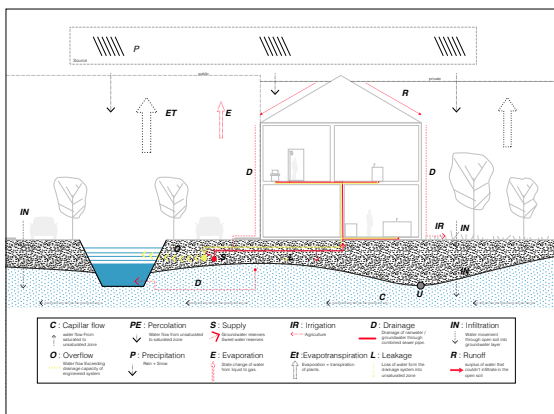 P
Source
public
private
R
ET
E
D
D
IN
IR
IN
O
S
L
IN
D
C
U
C : Capillar flow
water flow From
saturated to
unsaturated zone
PE: Percolation
Water flow from unsaturated
to saturated zone
S : Supply
Groundwater reserves
Saved water reserves
IR: Irrigation
Agriculture
D : Drainage
Drainage of rainwater /
groundwater through
combined sewer pipe.
IN: Infiltration
Water movement
through open soil into
groundwater layer
O : Overflow
Water flow Exceeding
drainage capacity of
engineered system
P : Precipitation
Rain + Snow
E : Evaporation
State change of water
from liquid to gas
Et :Evapotranspiration
Evaporation + transpiration
of plants.
L : Leakage
Loss of water form the
drainage system into
unsaturated zone
R : Runoff
surplus of water that
couldn't infiltrate in the
open soil